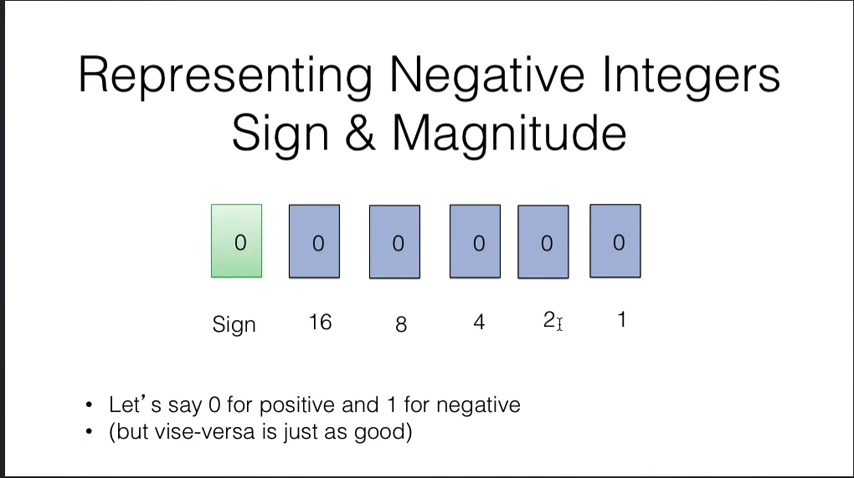 Representing Negative Integers
Sign & Magnitude
0 0 0 0 0 0
Sign 16 8 4 2 1
• Let's say 0 for positive and 1 for negative
• (but vise-versa is just as good)